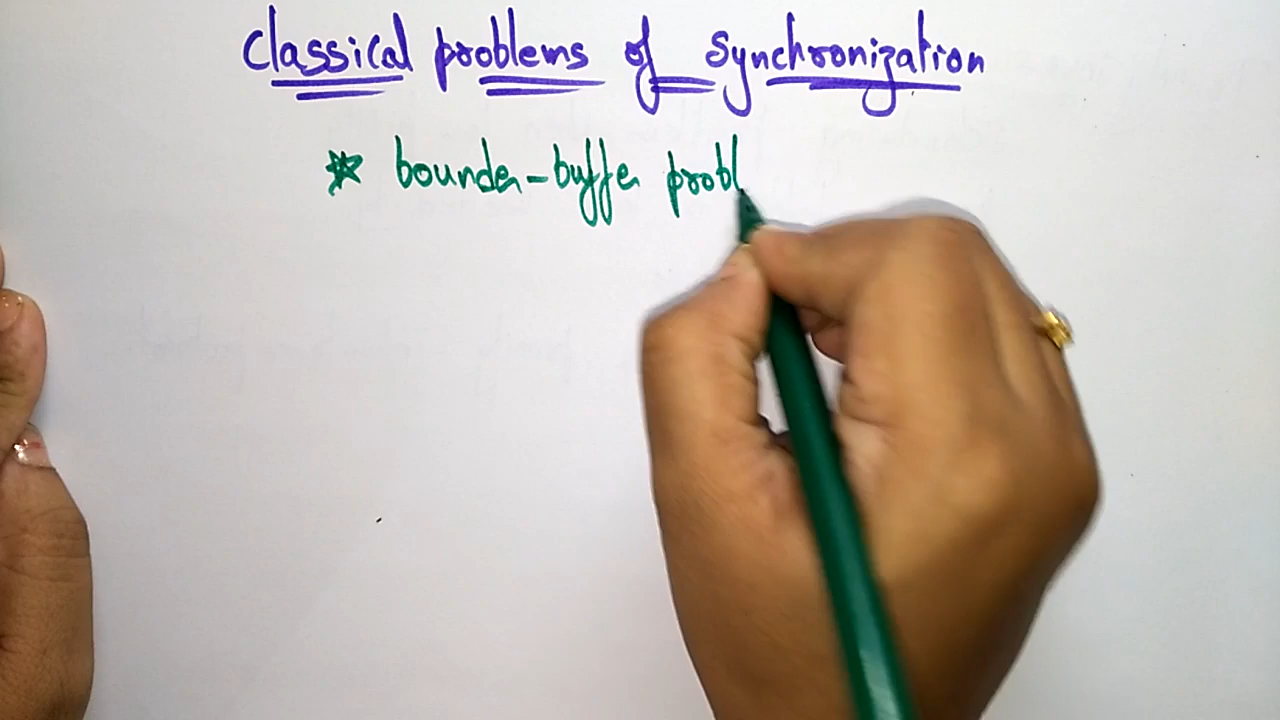 Classical problems of synchronization
* bounder-buffer probl